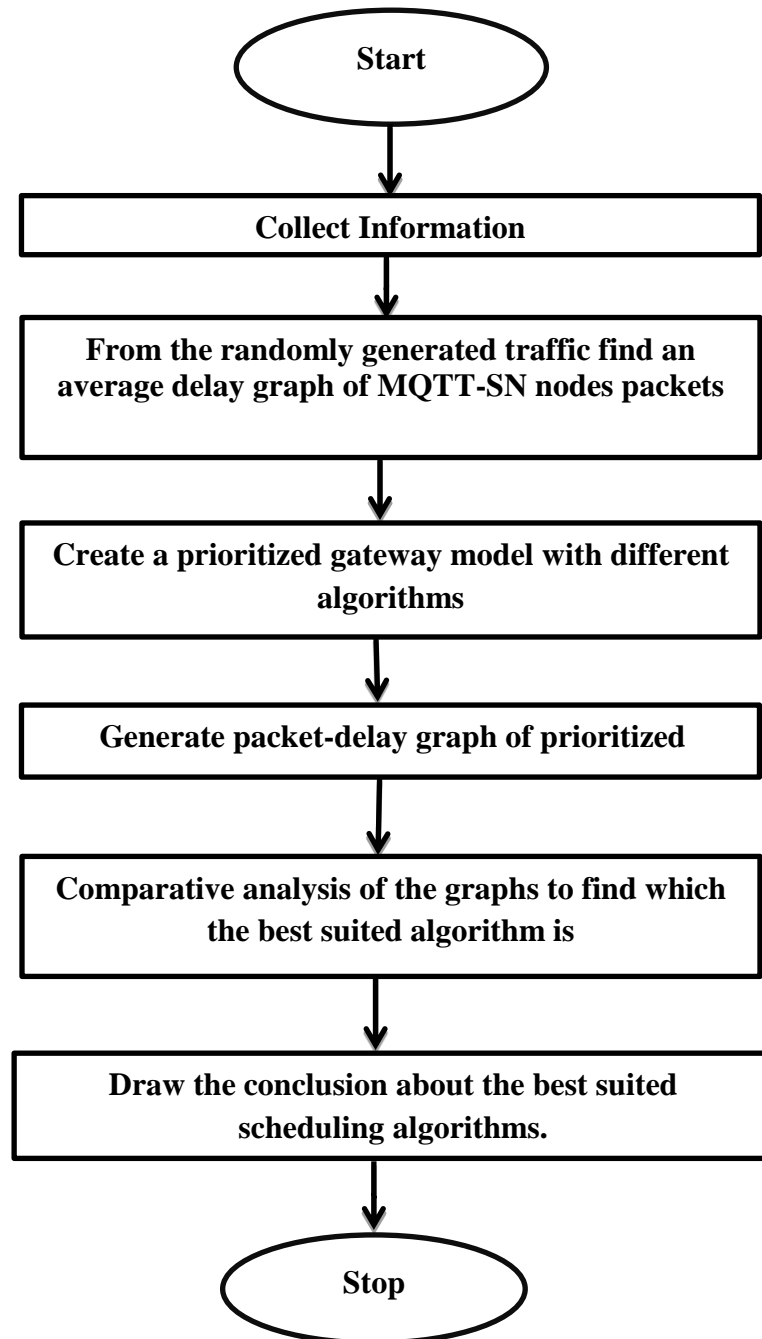 Start
Collect Information
From the randomly generated traffic find an
average delay graph of MQTT-SN nodes packets
Create a prioritized gateway model with different
algorithms
Generate packet-delay graph of prioritized
Comparative analysis of the graphs to find which
the best suited algorithm is
Draw the conclusion about the best suited
scheduling algorithms.
Stop